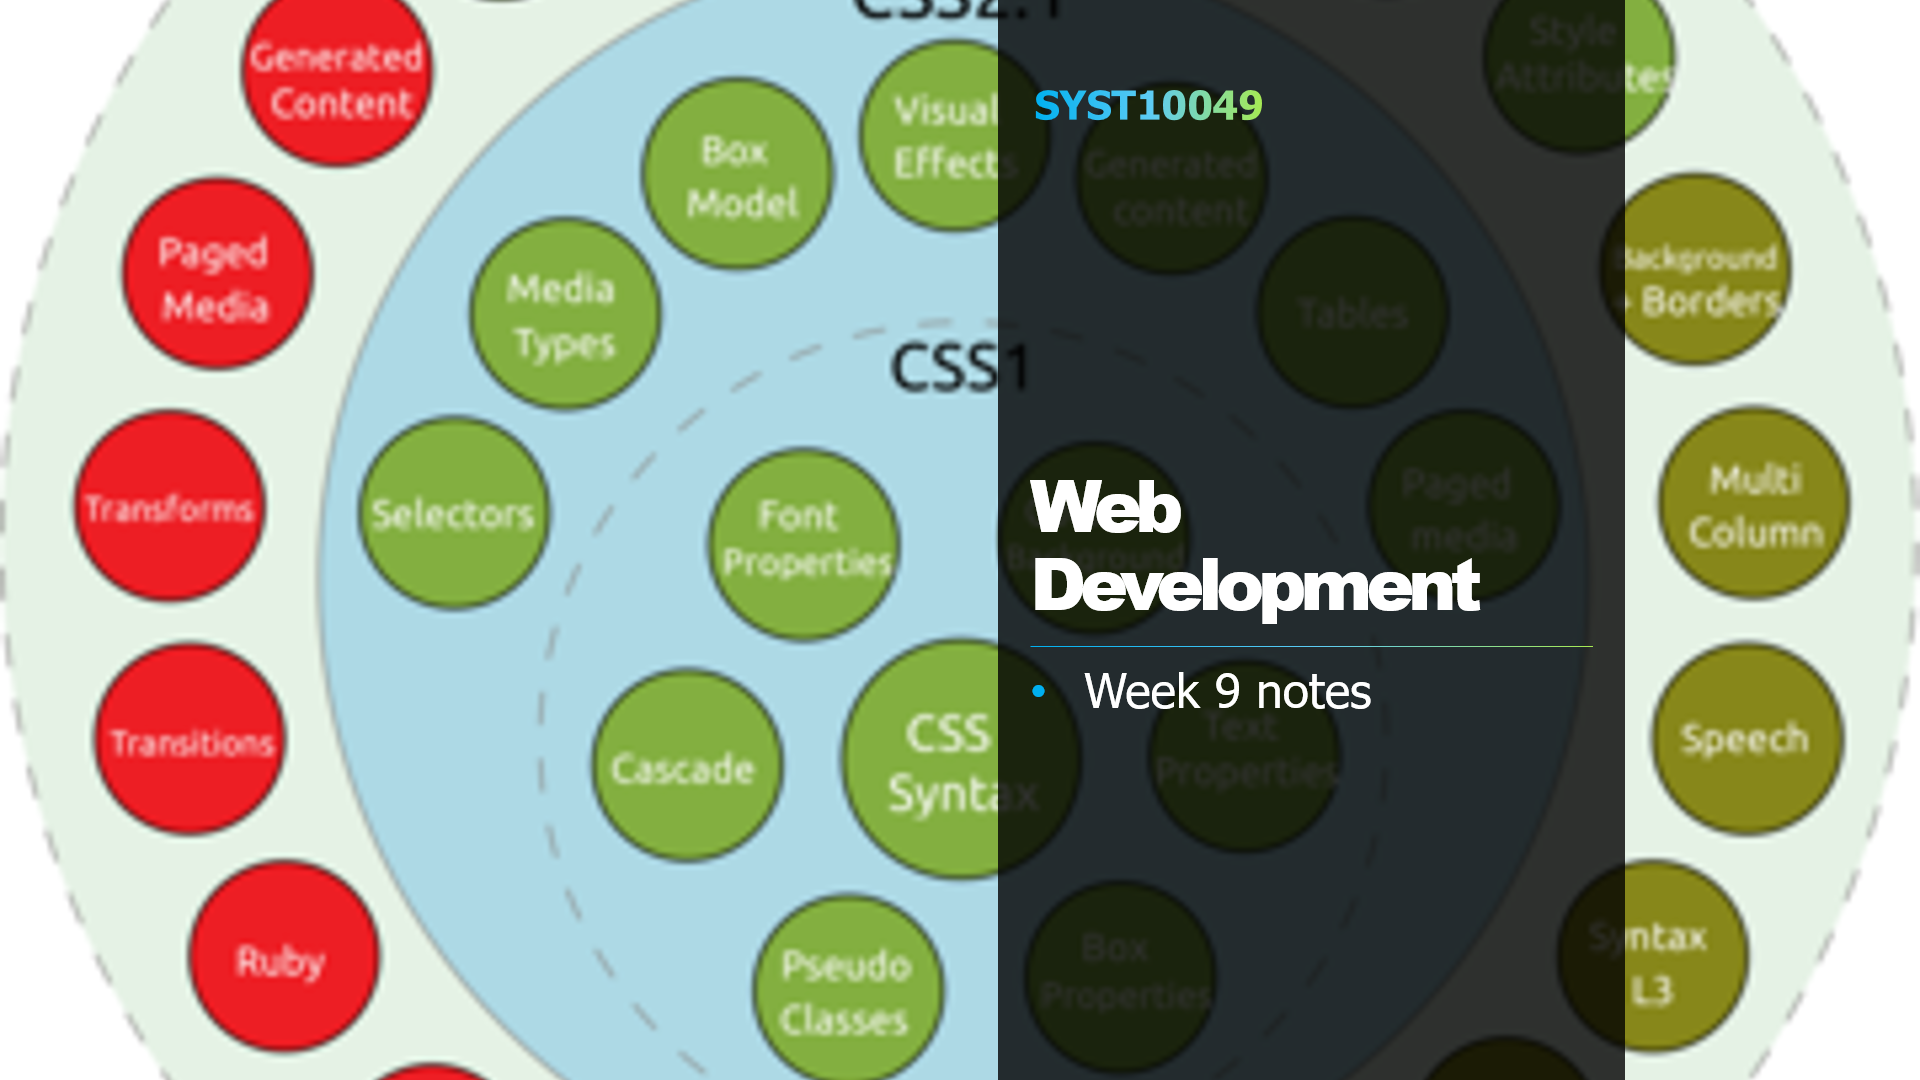 CSS2.1
Generated
Content
Style
Attributes
Visual
Effects
SYST10049
Box
Model
Generated
content
Paged
Media
Background
+ Borders
Media
Types
Tables
CSS1
Transforms
Selectors
Font
Properties
Web
Development
Background
Paged
media
Multi
Column
Week 9 notes
Transitions
Cascade
CSS
Syntax
Text
Properties
Speech
Ruby
Pseudo
Classes
Box
Properties
Syntax
L3